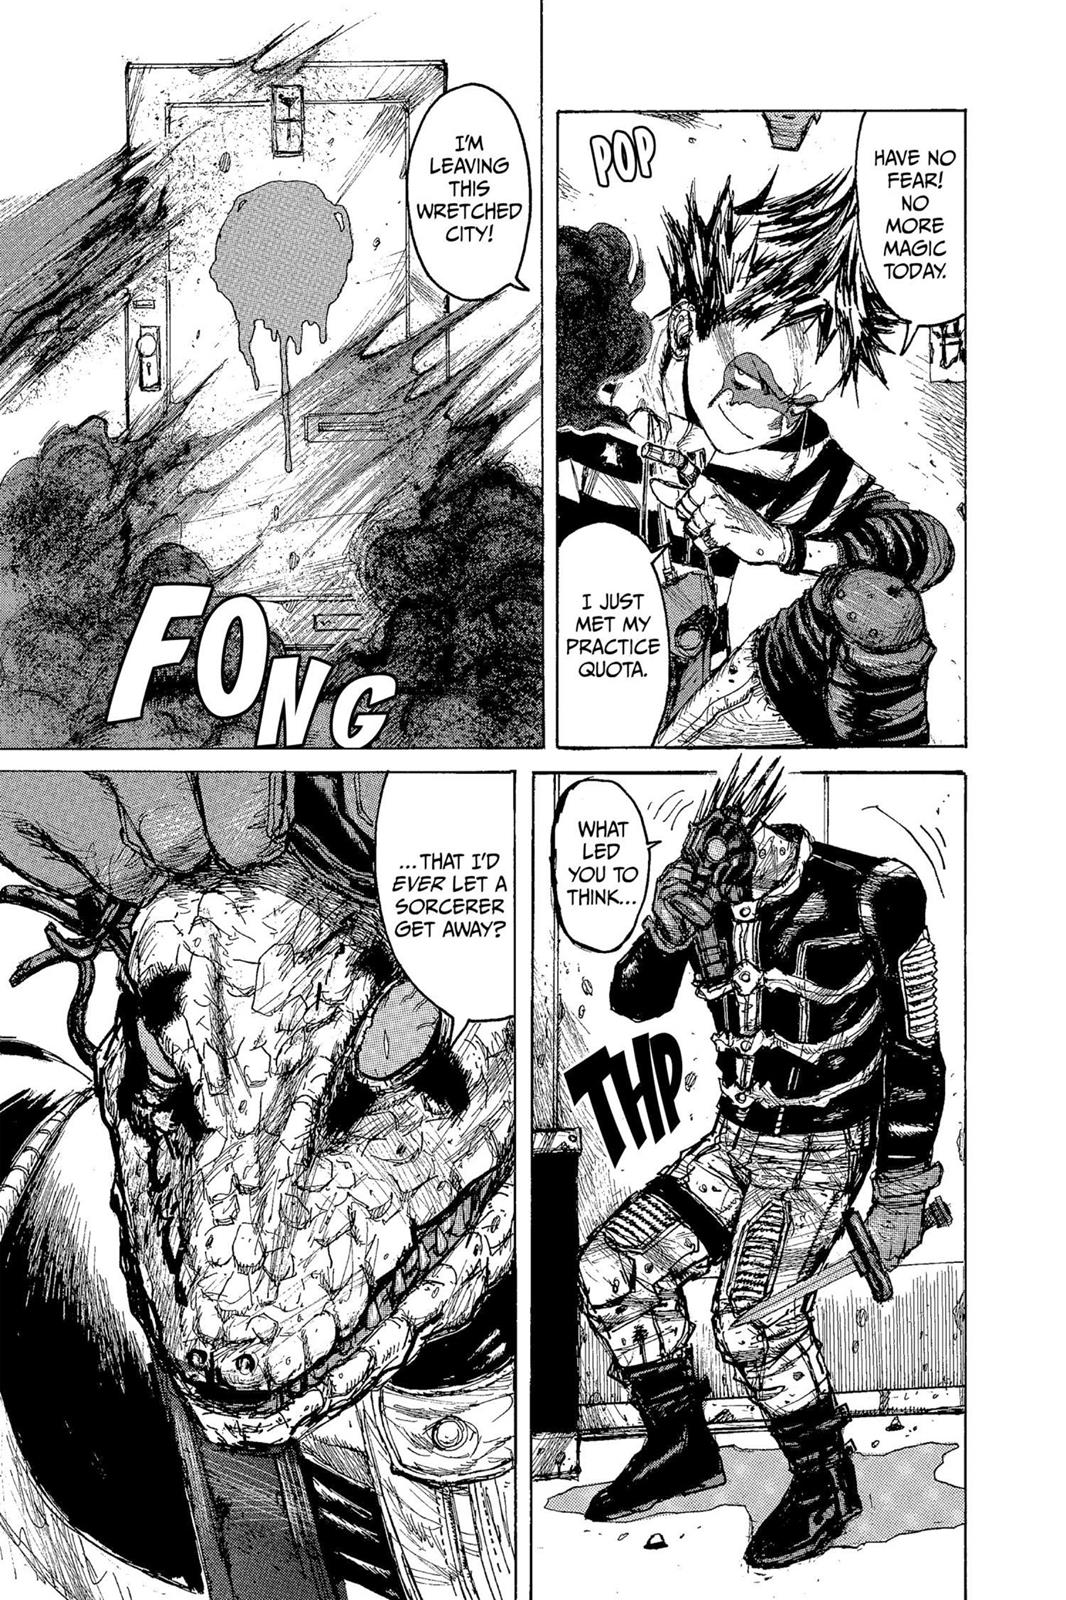 POP
HAVE NO
FEAR!
NO
MORE
MAGIC
TODAY.
I JUST
MET MY
PRACTICE
QUOTA.
I'M
LEAVING
THIS
WRETCHED
CITY!
FONG
WHAT
LED
YOU TO
THINK...
THP
...THAT I'D
EVER LET A
SORCERER
GET AWAY?